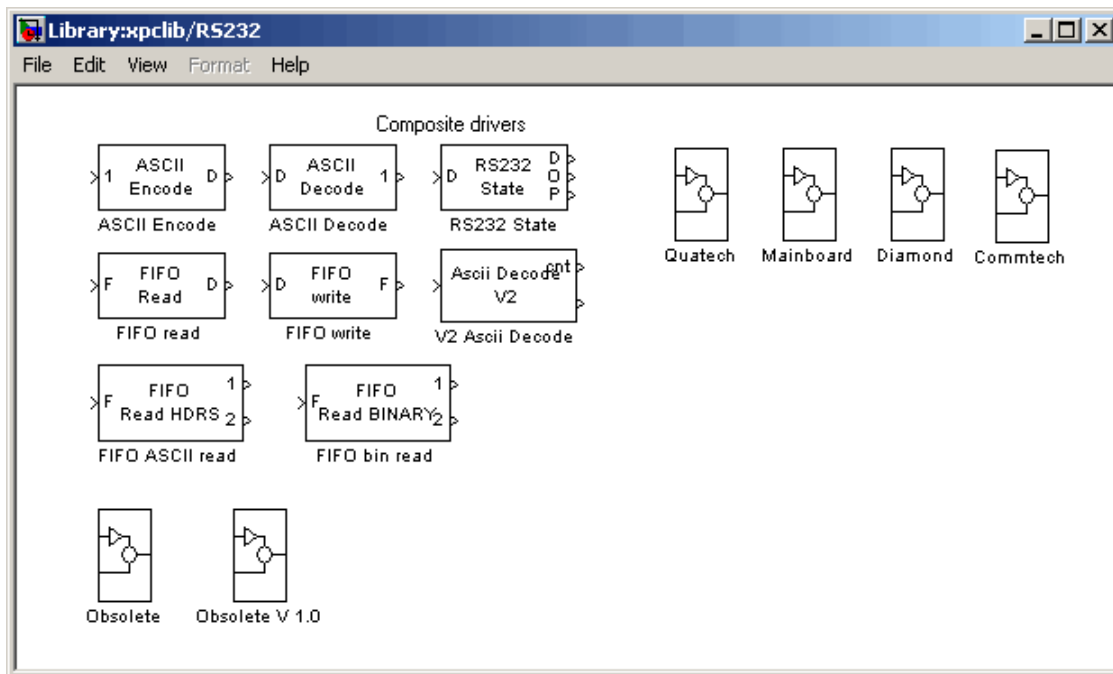 Library:xpclib/RS232
File Edit View Format Help
Composite drivers
1 ASCII Encode D
ASCII Encode
D ASCII Decode 1
ASCII Decode
D RS232 State D O P
RS232 State
Quatech
Mainboard
Diamond
Commtech
F FIFO Read D
FIFO read
D FIFO write F
FIFO write
Ascii Decode V2 cnt
V2 Ascii Decode
F FIFO Read HDRS 1 2
FIFO ASCII read
F FIFO Read BINARY 1 2
FIFO bin read
Obsolete
Obsolete V 1.0